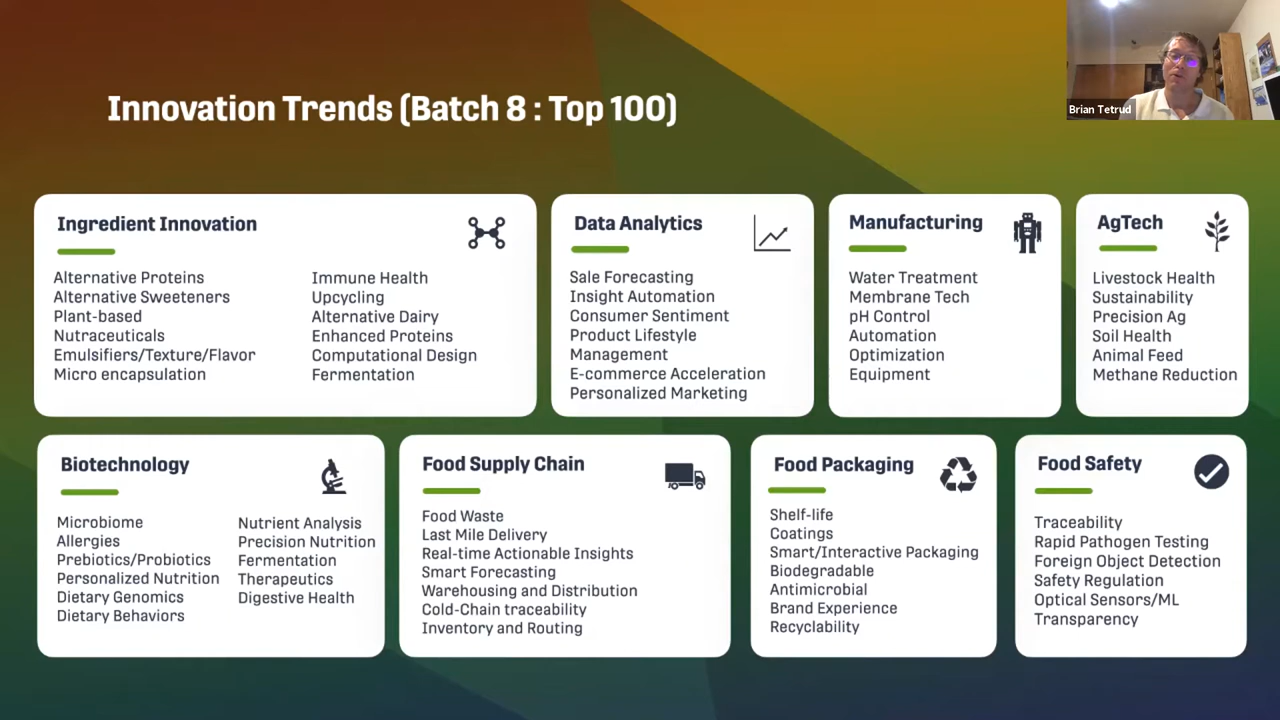 Innovation Trends (Batch 8 : Top 100)
Brian Tetrud
Ingredient Innovation
Alternative Proteins
Alternative Sweeteners
Plant-based
Nutraceuticals
Emulsifiers/Texture/Flavor
Micro encapsulation
Immune Health
Upcycling
Alternative Dairy
Enhanced Proteins
Computational Design
Fermentation
Data Analytics
Sale Forecasting
Insight Automation
Consumer Sentiment
Product Lifestyle
Management
E-commerce Acceleration
Personalized Marketing
Manufacturing
Water Treatment
Membrane Tech
pH Control
Automation
Optimization
Equipment
AgTech
Livestock Health
Sustainability
Precision Ag
Soil Health
Animal Feed
Methane Reduction
Biotechnology
Microbiome
Allergies
Prebiotics/Probiotics
Personalized Nutrition
Dietary Genomics
Dietary Behaviors
Nutrient Analysis
Precision Nutrition
Fermentation
Therapeutics
Digestive Health
Food Supply Chain
Food Waste
Last Mile Delivery
Real-time Actionable Insights
Smart Forecasting
Warehousing and Distribution
Cold-Chain traceability
Inventory and Routing
Food Packaging
Shelf-life
Coatings
Smart/Interactive Packaging
Biodegradable
Antimicrobial
Brand Experience
Recyclability
Food Safety
Traceability
Rapid Pathogen Testing
Foreign Object Detection
Safety Regulation
Optical Sensors/ML
Transparency